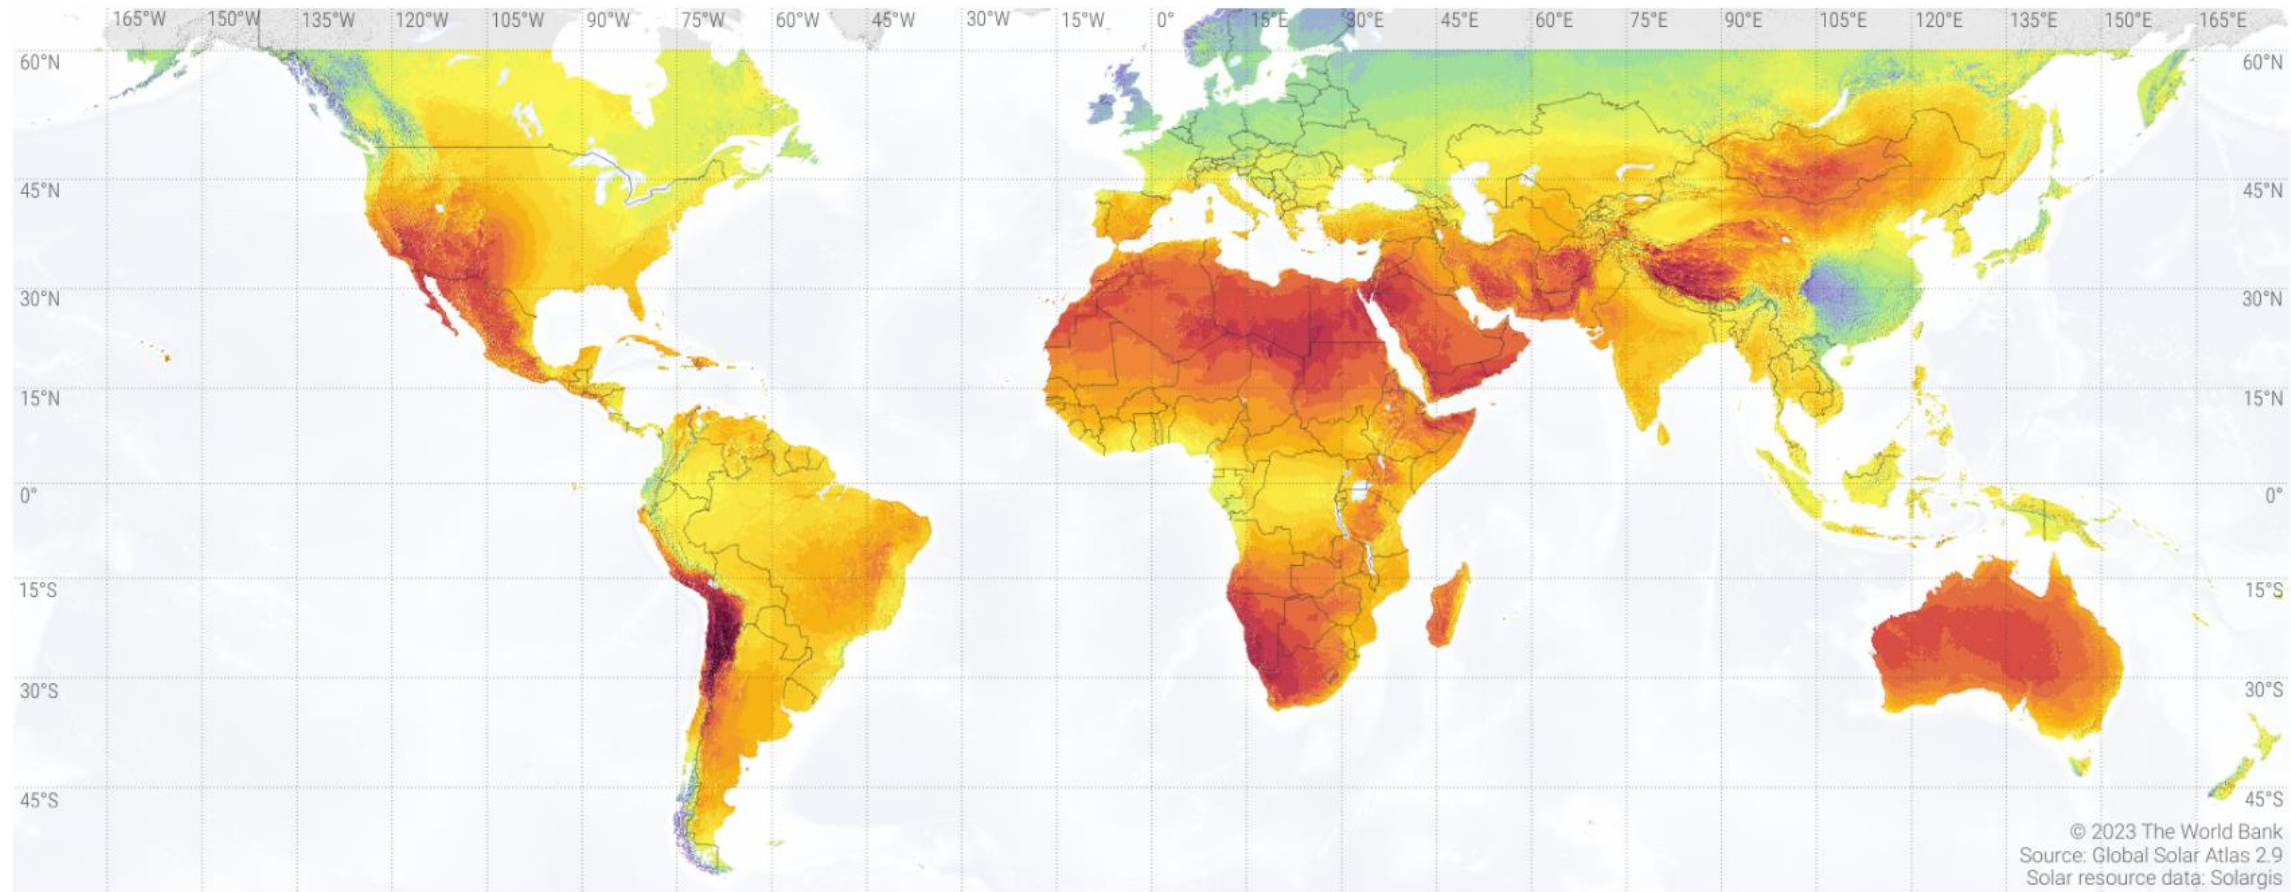 165°W 150°W 135°W 120°W 105°W 90°W 75°W 60°W 45°W 30°W 15°W 0° 15°E 30°E 45°E 60°E 75°E 90°E 105°E 120°E 135°E 150°E 165°E
60°N 60°N
45°N 45°N
30°N 30°N
15°N 15°N
0° 0°
15°S 15°S
30°S 30°S
45°S 45°S
© 2023 The World Bank
Source: Global Solar Atlas 2.9
Solar resource data: Solargis